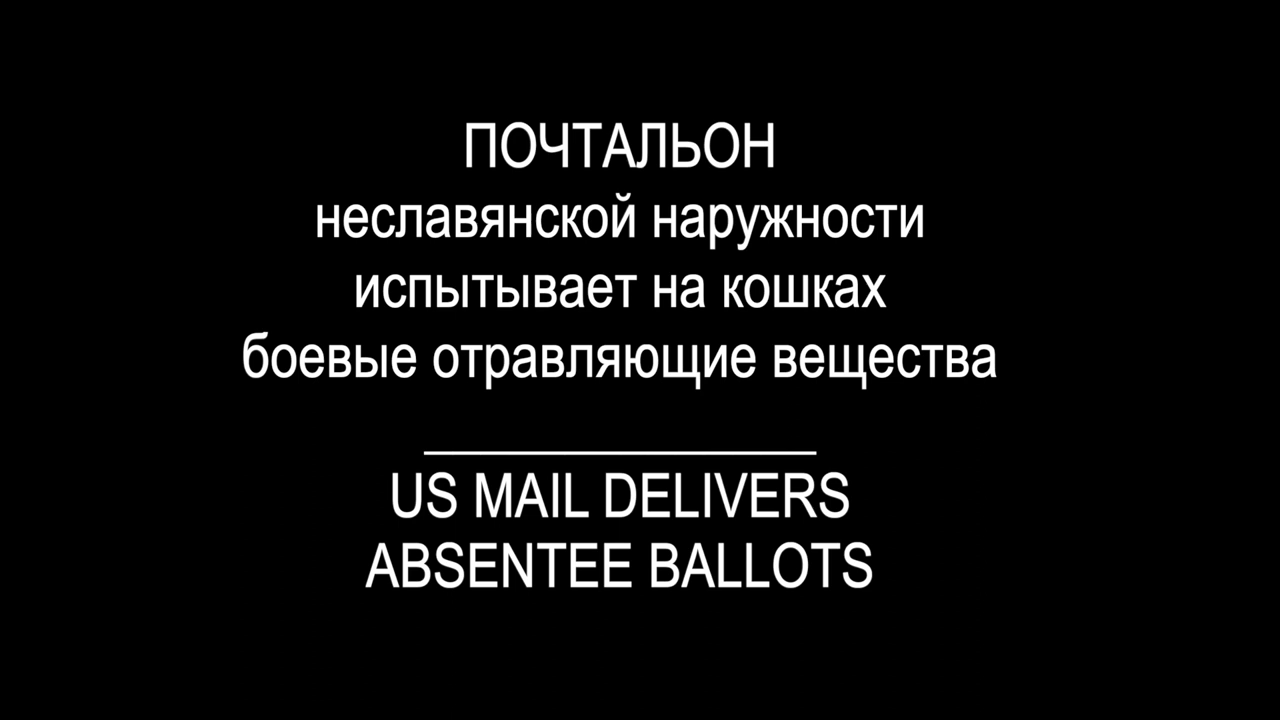 ПОЧТАЛЬОН
неславянской наружности
испытывает на кошках
боевые отравляющие вещества
US MAIL DELIVERS
ABSENTEE BALLOTS